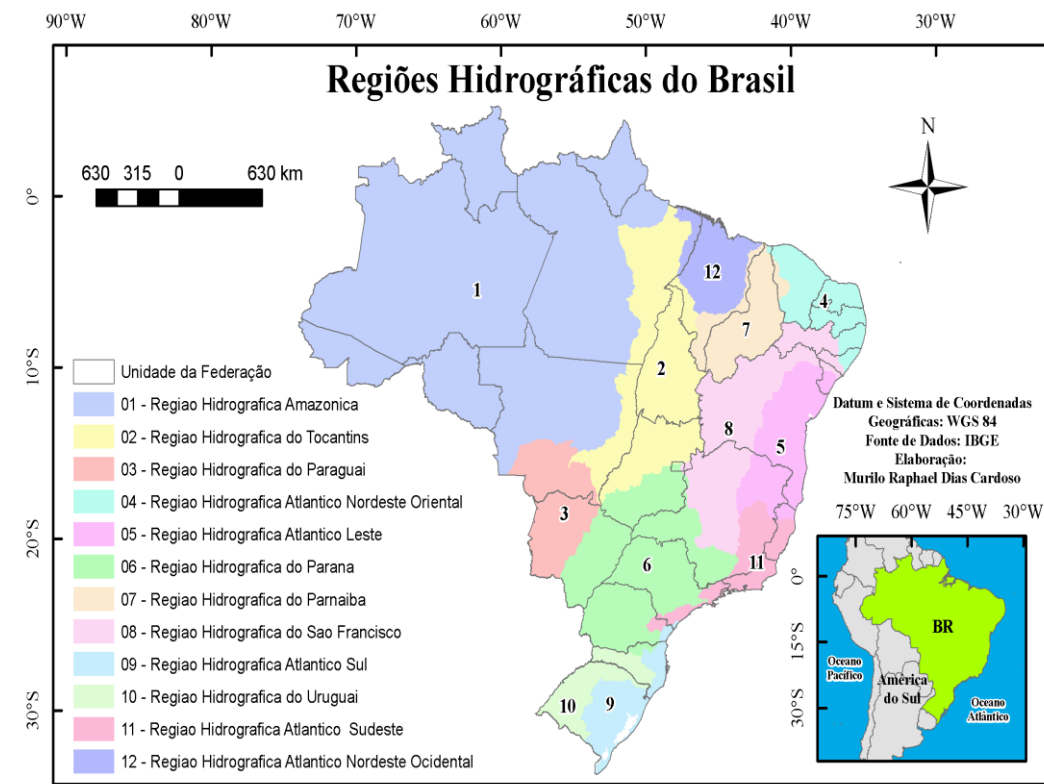 90°W 80°W 70°W 60°W 50°W 40°W 30°W
Regiões Hidrográficas do Brasil
N
630 315 0 630 km
0°
10°S
20°S
30°S
1
2
3
4
5
6
7
8
9
10
11
12
Unidade da Federação
01 - Regiao Hidrografica Amazonica
02 - Regiao Hidrografica do Tocantins
03 - Regiao Hidrografica do Paraguai
04 - Regiao Hidrografica Atlantico Nordeste Oriental
05 - Regiao Hidrografica Atlantico Leste
06 - Regiao Hidrografica do Parana
07 - Regiao Hidrografica do Parnaiba
08 - Regiao Hidrografica do Sao Francisco
09 - Regiao Hidrografica Atlantico Sul
10 - Regiao Hidrografica do Uruguai
11 - Regiao Hidrografica Atlantico Sudeste
12 - Regiao Hidrografica Atlantico Nordeste Ocidental
Datum e Sistema de Coordenadas
Geográficas: WGS 84
Fonte de Dados: IBGE
Elaboração:
Murilo Raphael Dias Cardoso
75°W 60°W 45°W 30°W
0°
15°S
30°S
BR
Oceano
Pacífico
América
do Sul
Oceano
Atlântico